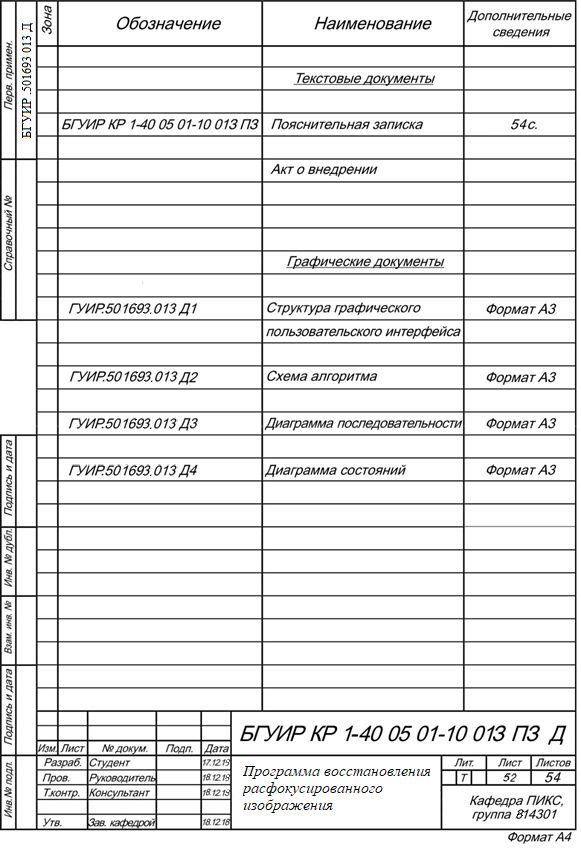 Зона
Обозначение
Наименование
Дополнительные
сведения
Перв. примен.
БГУИР .501693 013 Д
Справочный №
Текстовые документы
БГУИР КР 1-40 05 01-10 013 ПЗ
Пояснительная записка
54с.
Акт о внедрении
Графические документы
ГУИР.501693.013 Д1
Структура графического
Формат А3
пользовательского интерфейса
ГУИР.501693.013 Д2
Схема алгоритма
Формат А3
ГУИР.501693.013 Д3
Диаграмма последовательности
Формат А3
ГУИР.501693.013 Д4
Диаграмма состояний
Формат А3
Подпись и дата
Инв. № дубл.
Взам. инв. №
Подпись и дата
Инв.№ подл.
БГУИР КР 1-40 05 01-10 013 ПЗ Д
Изм. Лист № докум. Подп. Дата
Разраб. Студент 17.12.18
Пров. Руководитель 18.12.18
Т.контр. Консультант 18.12.18
Утв. Зав. кафедрой 18.12.18
Программа восстановления
расфокусированного
изображения
Лит. Лист Листов
Т 52 54
Кафедра ПИКС,
группа 814301
Формат А4